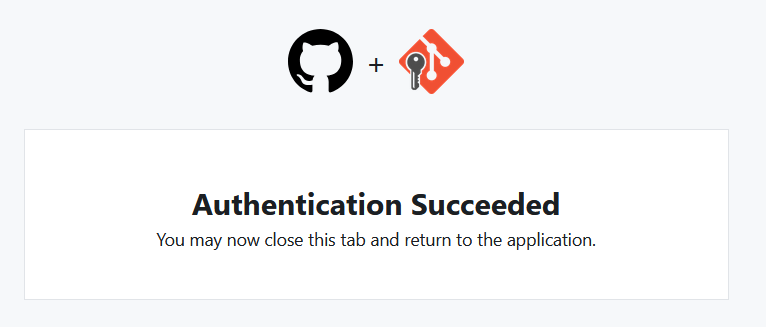 +
Authentication Succeeded
You may now close this tab and return to the application.